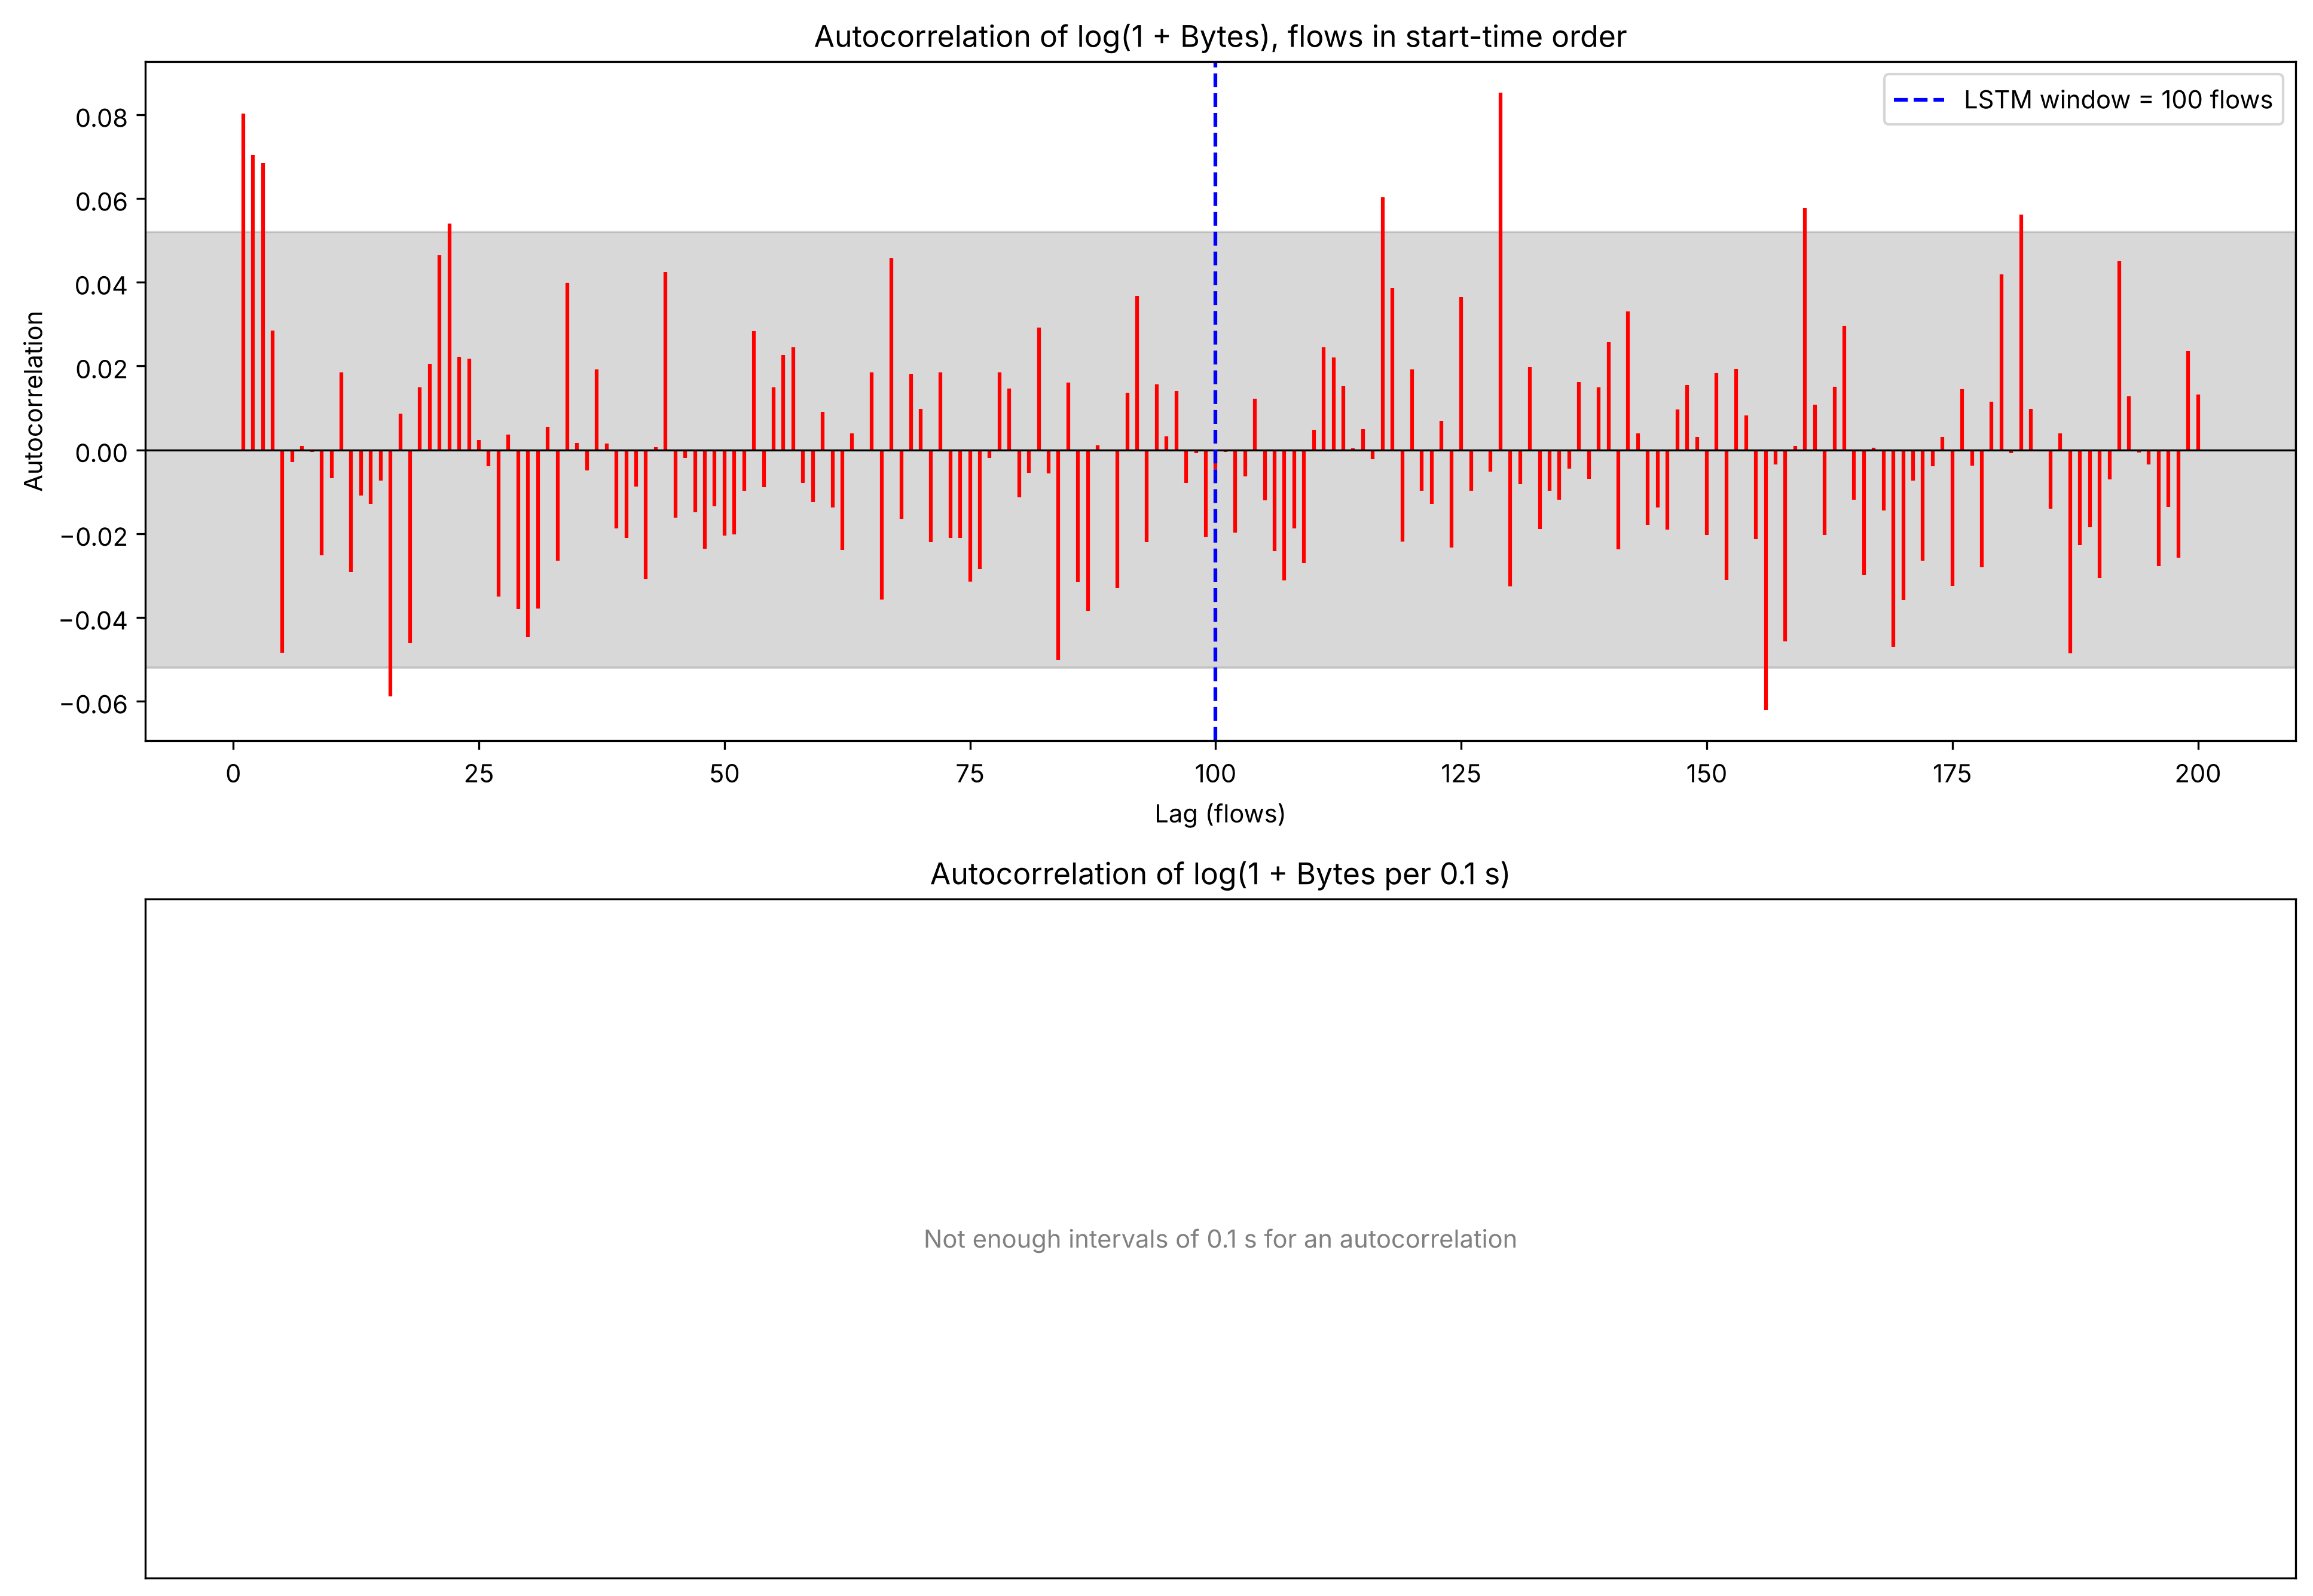 Autocorrelation of log(1 + Bytes), flows in start-time order
LSTM window = 100 flows
0.08
0.06
0.04
0.02
0.00
−0.02
−0.04
−0.06
Autocorrelation
0 25 50 75 100 125 150 175 200
Lag (flows)
Autocorrelation of log(1 + Bytes per 0.1 s)
Not enough intervals of 0.1 s for an autocorrelation